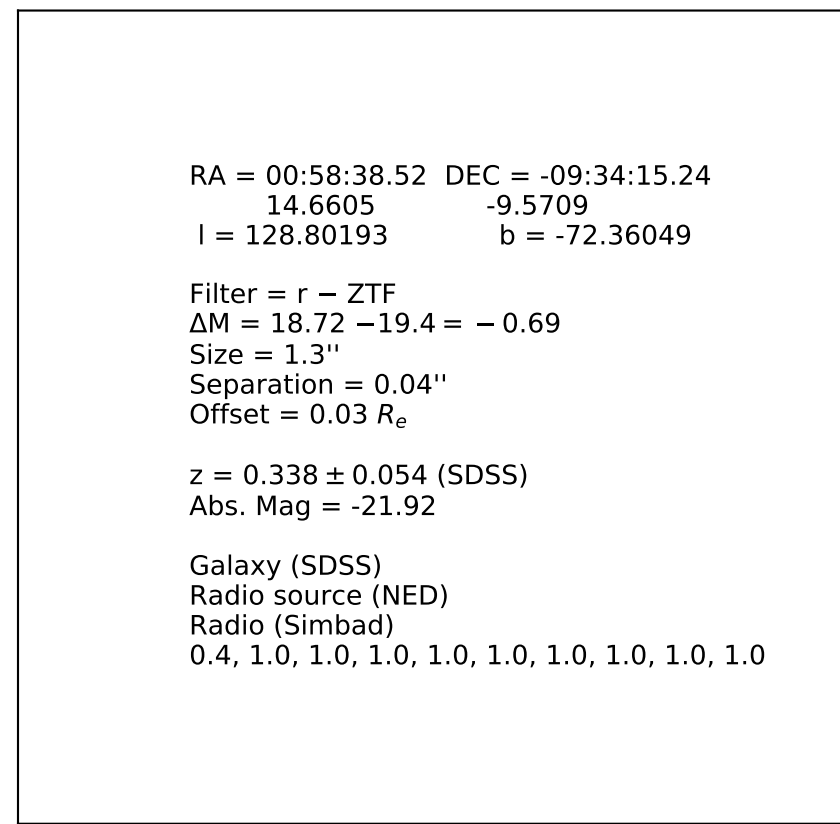 RA = 00:58:38.52  DEC = -09:34:15.24
14.6605  -9.5709
l = 128.80193  b = -72.36049
Filter = r − ZTF
ΔM = 18.72 −19.4 = − 0.69
Size = 1.3''
Separation = 0.04''
Offset = 0.03 Re
z = 0.338 ± 0.054 (SDSS)
Abs. Mag = -21.92
Galaxy (SDSS)
Radio source (NED)
Radio (Simbad)
0.4, 1.0, 1.0, 1.0, 1.0, 1.0, 1.0, 1.0, 1.0, 1.0